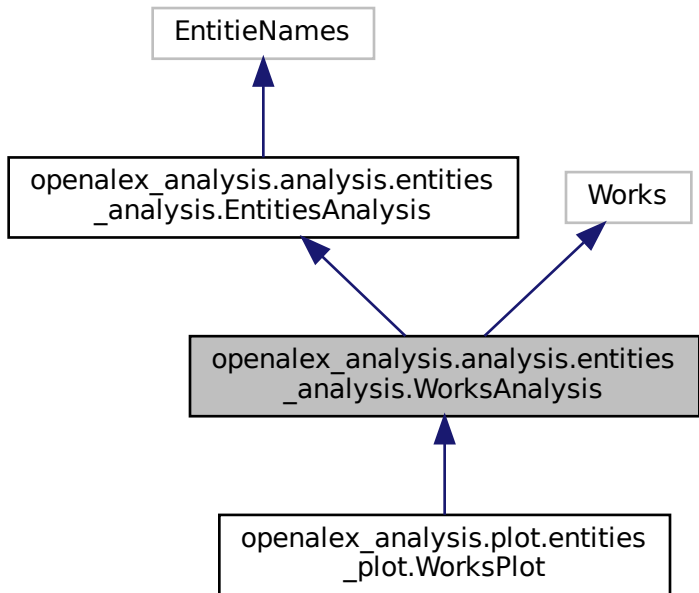 EntitieNames
openalex_analysis.analysis.entities
_analysis.EntitiesAnalysis
Works
openalex_analysis.analysis.entities
_analysis.WorksAnalysis
openalex_analysis.plot.entities
_plot.WorksPlot